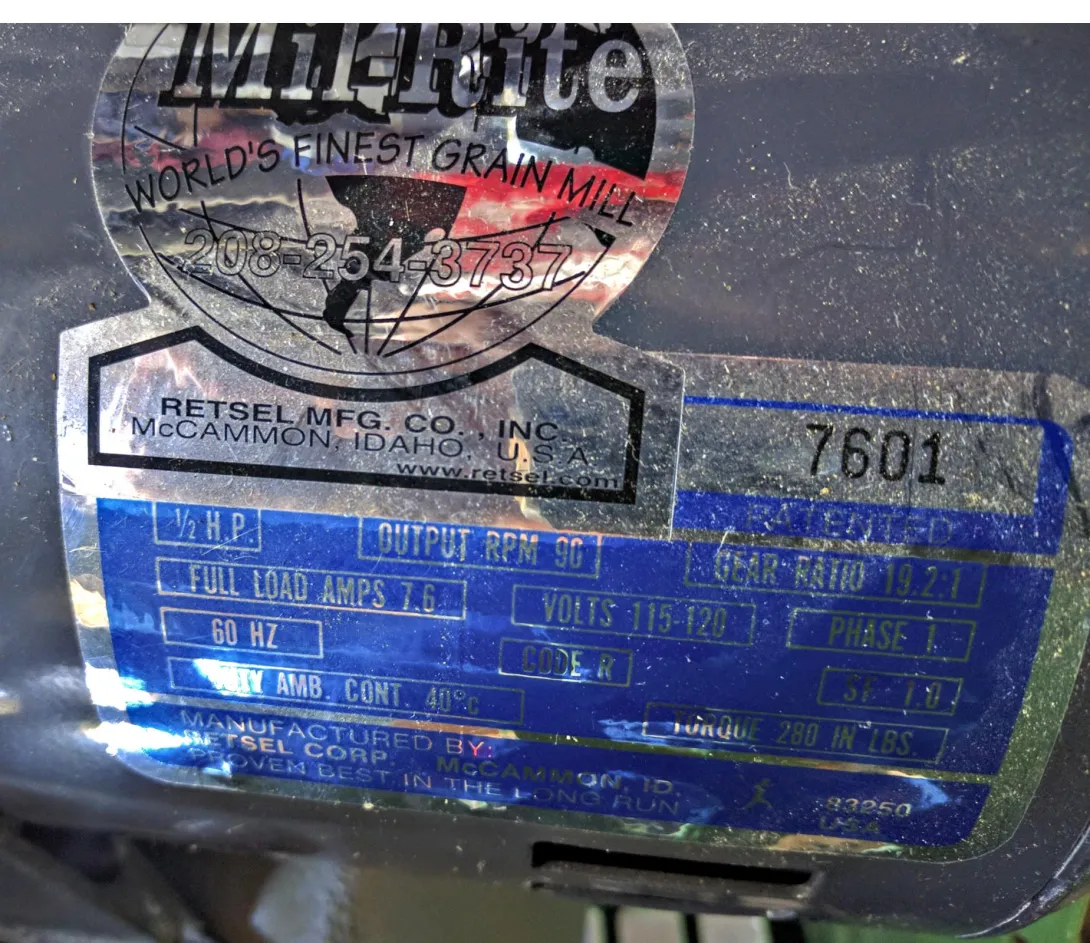 Mil-Rite
WORLD'S FINEST GRAIN MILL
208-254-3737
RETSEL MFG. CO., INC.
McCAMMON, IDAHO, U.S.A.
www.retsel.com
7601
PATENTED
1/2 H.P
OUTPUT RPM 90
GEAR RATIO 19.2:1
FULL LOAD AMPS 7.6
VOLTS 115-120
PHASE 1
60 HZ
CODE R
SF 1.0
DUTY AMB. CONT. 40°C
TORQUE 280 IN LBS.
MANUFACTURED BY:
RETSEL CORP. McCAMMON, ID.
PROVEN BEST IN THE LONG RUN
83250
USA